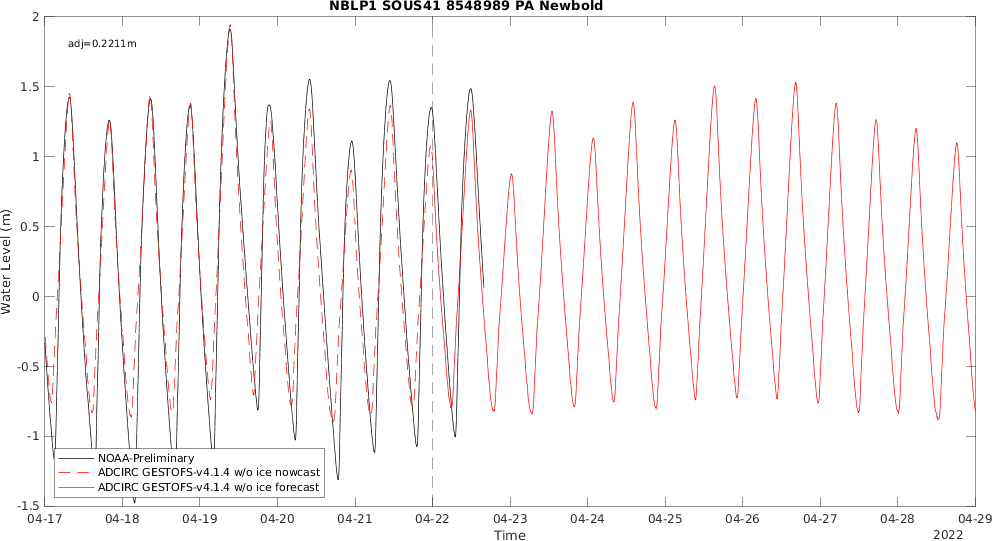 NBLP1 SOUS41 8548989 PA Newbold
adj=0.2211m
2
1.5
1
0.5
0
-0.5
-1
-1.5
Water Level (m)
NOAA-Preliminary
ADCIRC GESTOFS-v4.1.4 w/o ice nowcast
ADCIRC GESTOFS-v4.1.4 w/o ice forecast
04-17 04-18 04-19 04-20 04-21 04-22 04-23 04-24 04-25 04-26 04-27 04-28 04-29
Time
2022